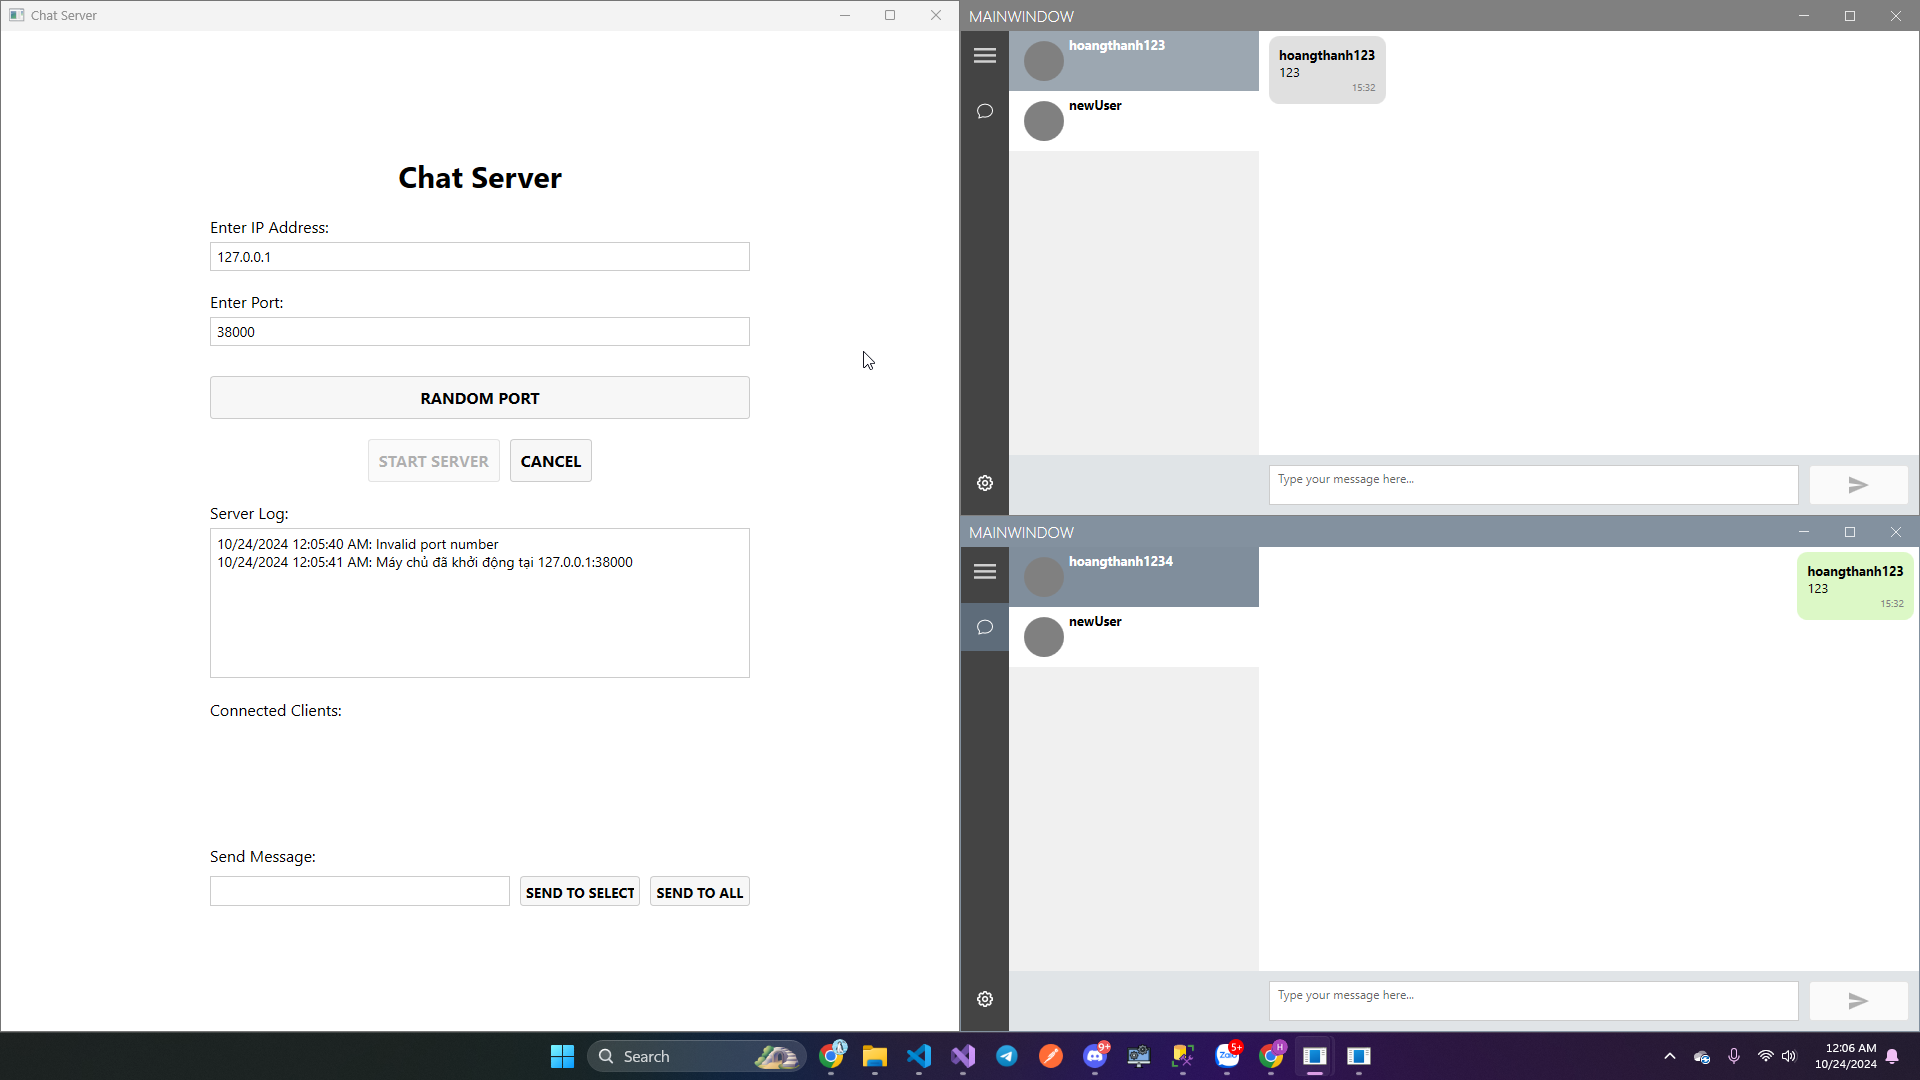 Chat Server
Chat Server
Enter IP Address:
127.0.0.1
Enter Port:
38000
RANDOM PORT
START SERVER
CANCEL
Server Log:
10/24/2024 12:05:40 AM: Invalid port number
10/24/2024 12:05:41 AM: Máy chủ đã khởi động tại 127.0.0.1:38000
Connected Clients:
Send Message:
SEND TO SELECT
SEND TO ALL
MAINWINDOW
hoangthanh123
newUser
hoangthanh123
123
15:32
Type your message here...
MAINWINDOW
hoangthanh1234
newUser
hoangthanh123
123
15:32
Type your message here...
Search
9+
Zalo
5+
H
12:06 AM
10/24/2024